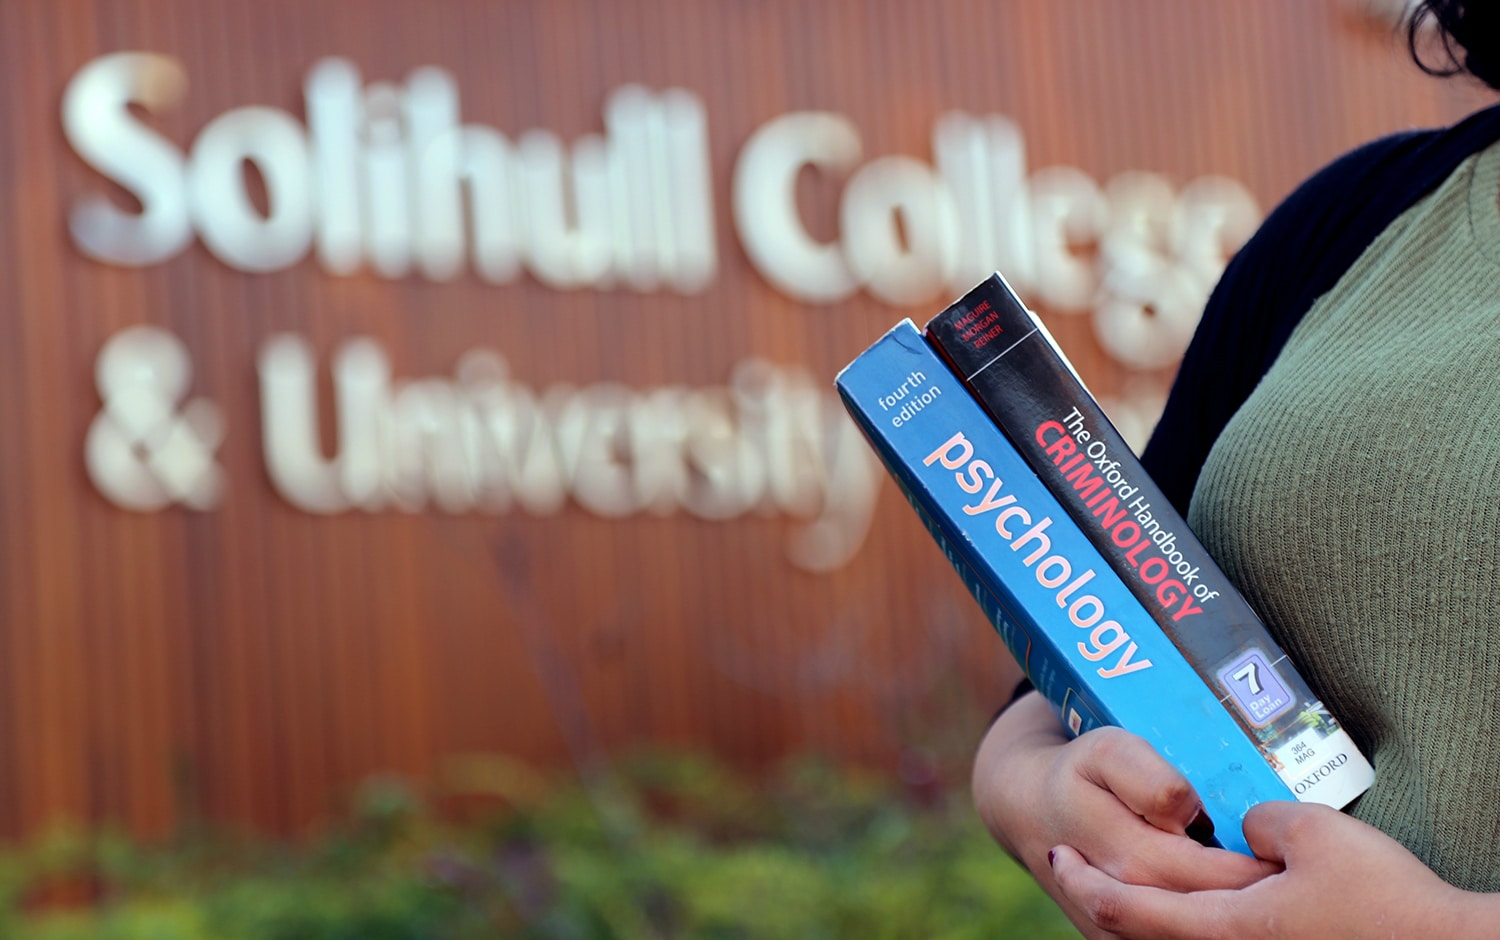 Solihull College
& University
fourth
edition
psychology
MAGUIRE
MORGAN
REINER
The Oxford Handbook of
CRIMINOLOGY
7
Day
Loan
364
MAG
OXFORD